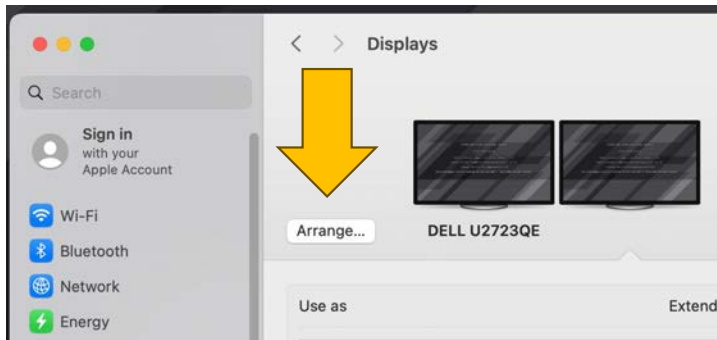 Displays
Search
Sign in
with your
Apple Account
Wi-Fi
Bluetooth
Network
Energy
Arrange...
DELL U2723QE
Use as
Extend